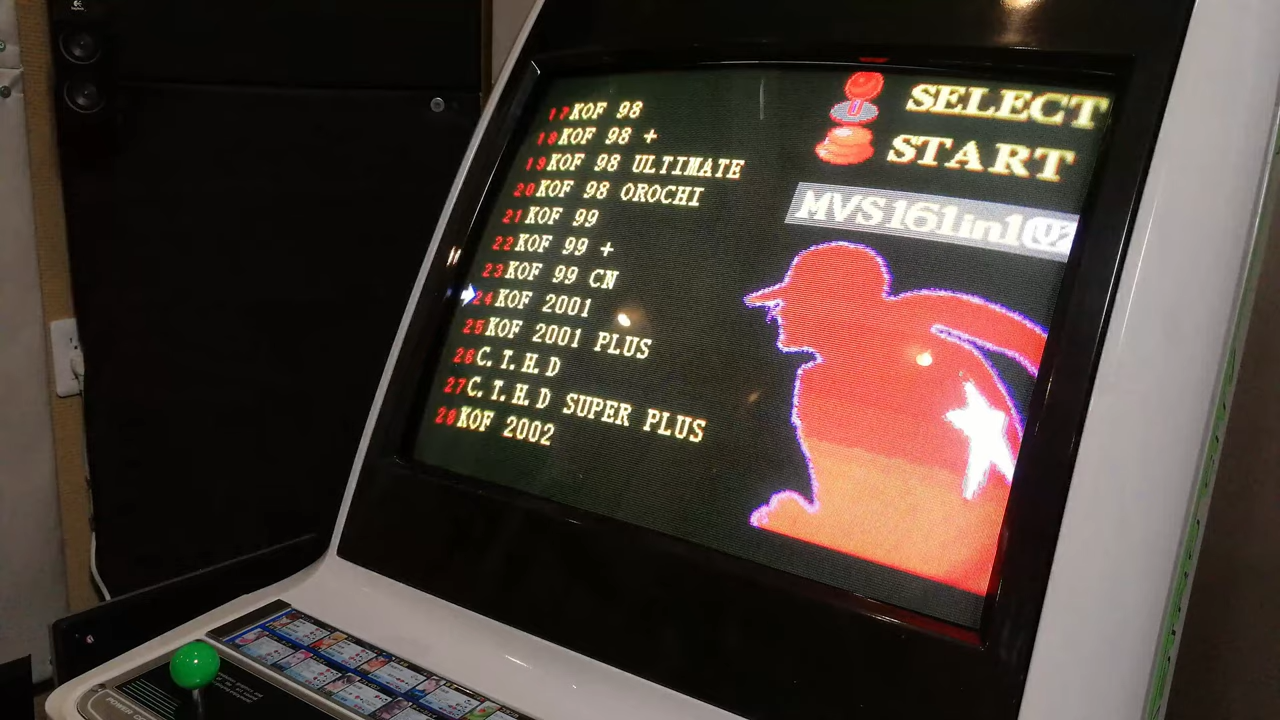 17KOF 98
18KOF 98 +
19KOF 98 ULTIMATE
20KOF 98 OROCHI
21KOF 99
22KOF 99 +
23KOF 99 CN
24KOF 2001
25KOF 2001 PLUS
26C.T.H.D
27C.T.H.D SUPER PLUS
28KOF 2002
SELECT
START
MVS161in1